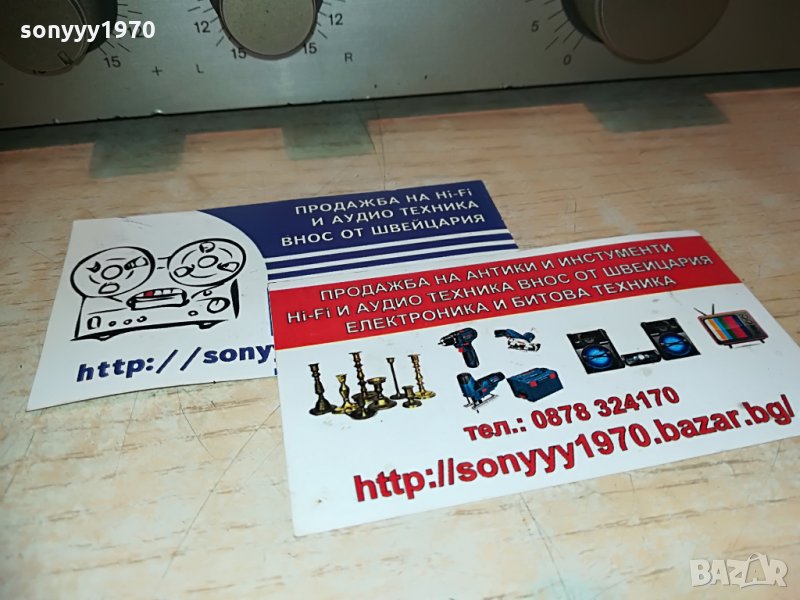 sonyyy1970
15
+
L
12
12
15
R
5
0
10
ПРОДАЖБА НА Hi-Fi
И АУДИО ТЕХНИКА
ВНОС ОТ ШВЕЙЦАРИЯ
http://sony
ПРОДАЖБА НА АНТИКИ И ИНСТУМЕНТИ
Hi-Fi И АУДИО ТЕХНИКА ВНОС ОТ ШВЕЙЦАРИЯ
ЕЛЕКТРОНИКА И БИТОВА ТЕХНИКА
тел.: 0878 324170
http://sonyyy1970.bazar.bg/
BAZAR